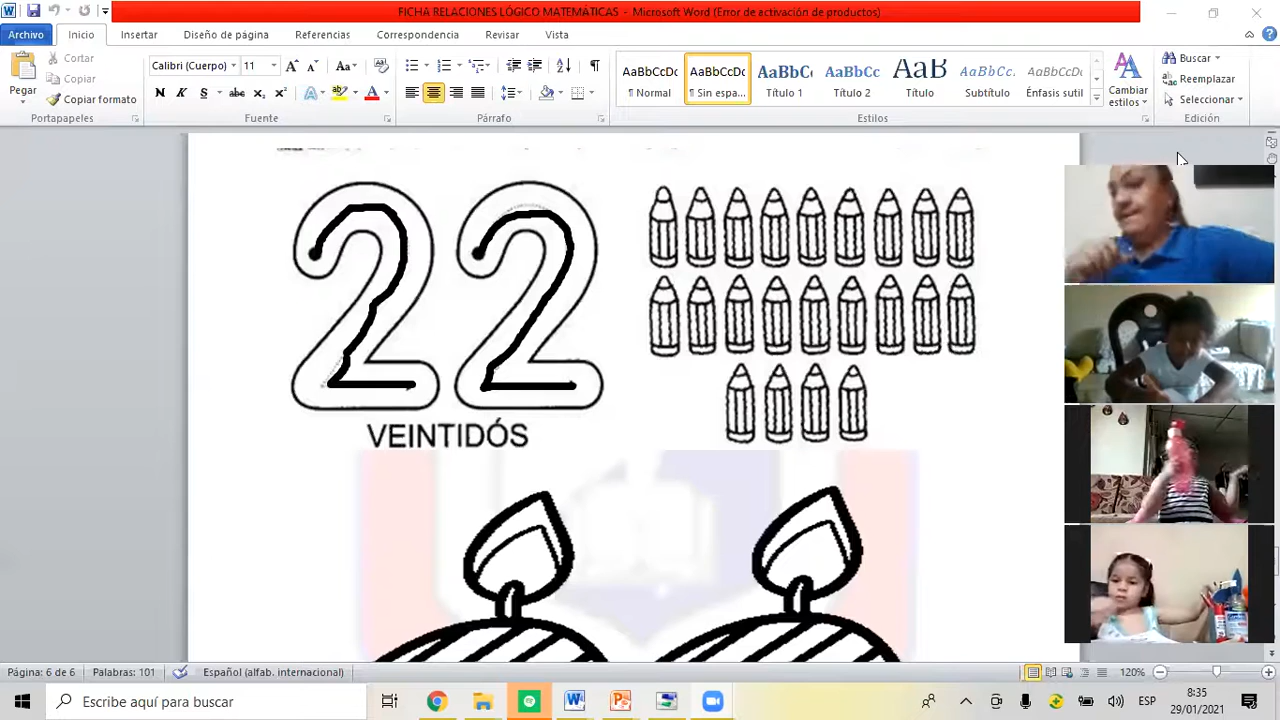 FICHA RELACIONES LÓGICO MATEMÁTICAS - Microsoft Word (Error de activación de productos)
Archivo Inicio Insertar Diseño de página Referencias Correspondencia Revisar Vista
Cortar
Copiar
Copiar formato
Pegar
Portapapeles
Calibri (Cuerpo) 11
Fuente
Párrafo
AaBbCcDc AaBbCcDc AaBbC AaBbCc AaB AaBbCcD AaBbCcDc
¶ Normal ¶ Sin espa... Título 1 Título 2 Título Subtítulo Énfasis sutil
Cambiar estilos
Estilos
Buscar
Reemplazar
Seleccionar
Edición
22
VEINTIDÓS
Página: 6 de 6 Palabras: 101 Español (alfab. internacional) 120%
Escribe aquí para buscar
ESP
8:35
29/01/2021